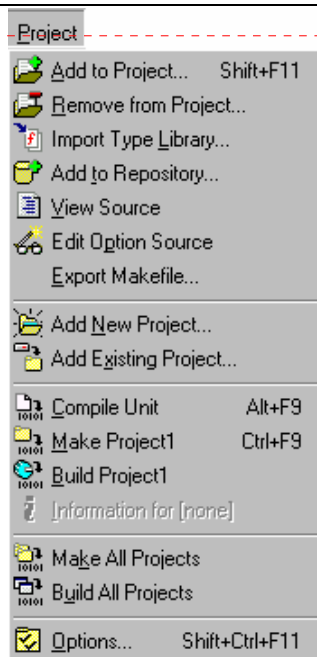 Project
Add to Project... Shift+F11
Remove from Project...
Import Type Library...
Add to Repository...
View Source
Edit Option Source
Export Makefile...
Add New Project...
Add Existing Project...
Compile Unit Alt+F9
Make Project1 Ctrl+F9
Build Project1
Information for [none]
Make All Projects
Build All Projects
Options... Shift+Ctrl+F11